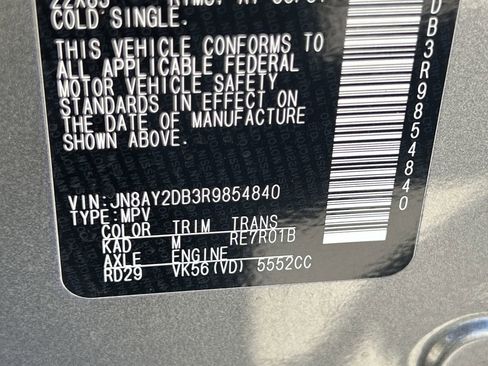 COLD SINGLE.
THIS VEHICLE CONFORMS TO
ALL APPLICABLE FEDERAL
MOTOR VEHICLE SAFETY
STANDARDS IN EFFECT ON
THE DATE OF MANUFACTURE
SHOWN ABOVE.
VIN:JN8AY2DB3R9854840
TYPE:MPV
COLOR TRIM TRANS
KAD M RE7R01B
AXLE ENGINE
RD29 VK56(VD) 5552CC
DB3R9854840